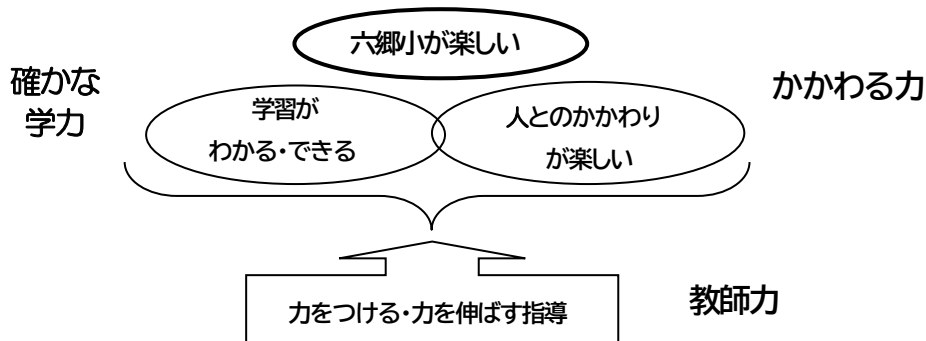 六郷小が楽しい
確かな
学力
学習が
わかる・できる
人とのかかわり
が楽しい
かかわる力
力をつける・力を伸ばす指導
教師力